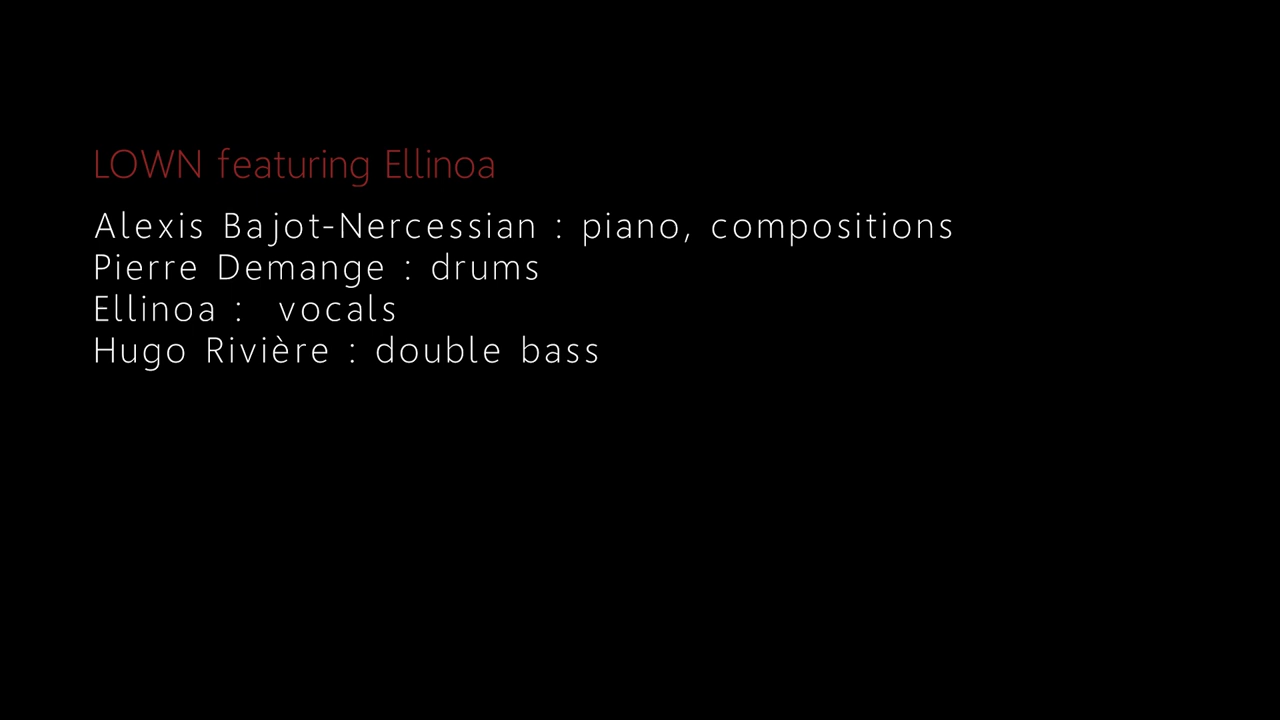 LOWN featuring Ellinoa
Alexis Bajot-Nercessian : piano, compositions
Pierre Demange : drums
Ellinoa :  vocals
Hugo Rivière : double bass